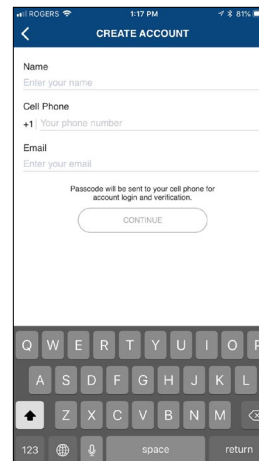 ROGERS 1:17 PM 81%
CREATE ACCOUNT
Name
Enter your name
Cell Phone
+1 Your phone number
Email
Enter your email
Passcode will be sent to your cell phone for
account login and verification.
CONTINUE
Q W E R T Y U I O P
A S D F G H J K L
Z X C V B N M
123 space return